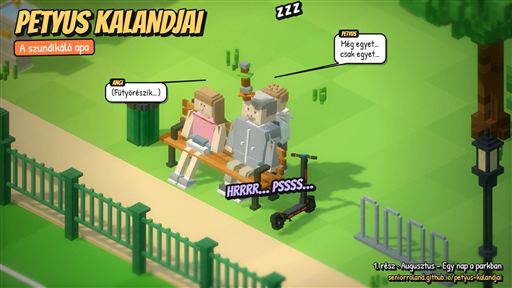 PETYUS KALANDJAI
A szundikáló apa
ZZZ
PETYUS
Még egyet...
csak egyet...
ANGI
(Fütyörészik...)
HRRRR... PSSSS...
1. rész - Augusztus - Egy nap a parkban
seniorroland.github.io/petyus-kalandjai